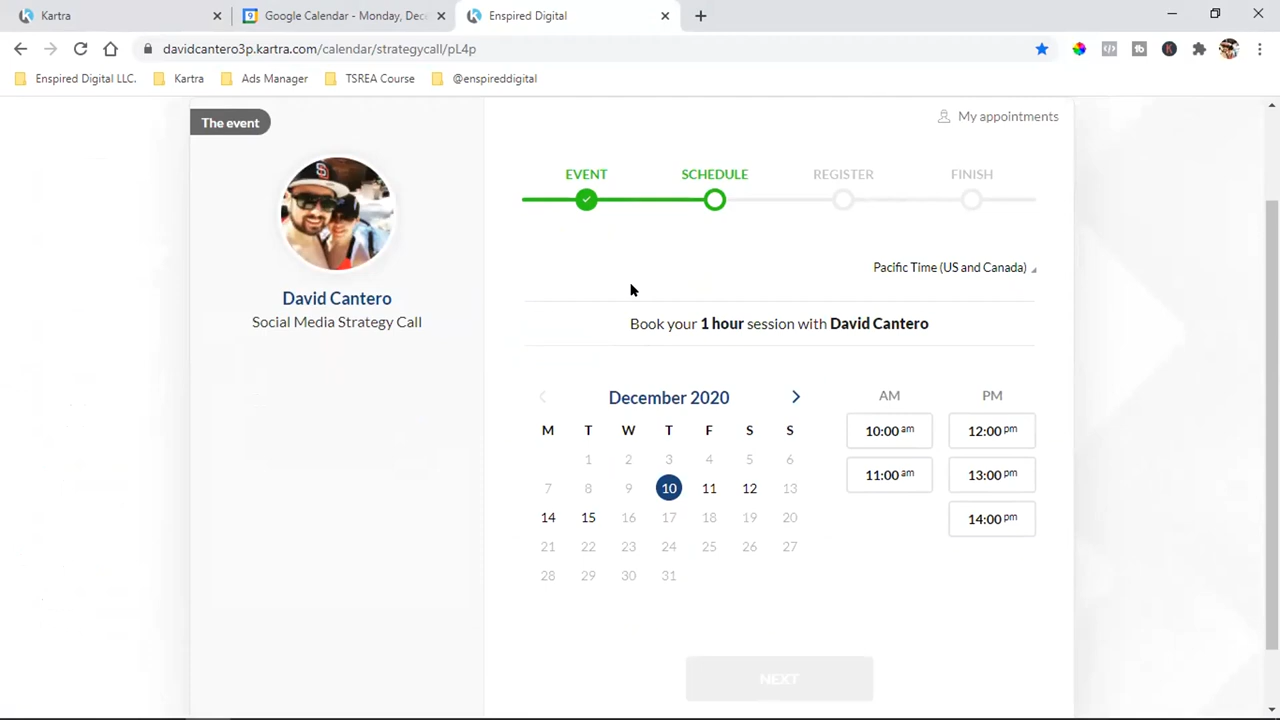 Kartra
Google Calendar - Monday, Dece
Enspired Digital
davidcantero3p.kartra.com/calendar/strategycall/pL4p
Enspired Digital LLC.
Kartra
Ads Manager
TSREA Course
@enspireddigital
The event
My appointments
EVENT
SCHEDULE
REGISTER
FINISH
Pacific Time (US and Canada)
David Cantero
Social Media Strategy Call
Book your 1 hour session with David Cantero
December 2020
AM
PM
M T W T F S S
1 2 3 4 5 6
7 8 9 10 11 12 13
14 15 16 17 18 19 20
21 22 23 24 25 26 27
28 29 30 31
10:00 am
12:00 pm
11:00 am
13:00 pm
14:00 pm
NEXT